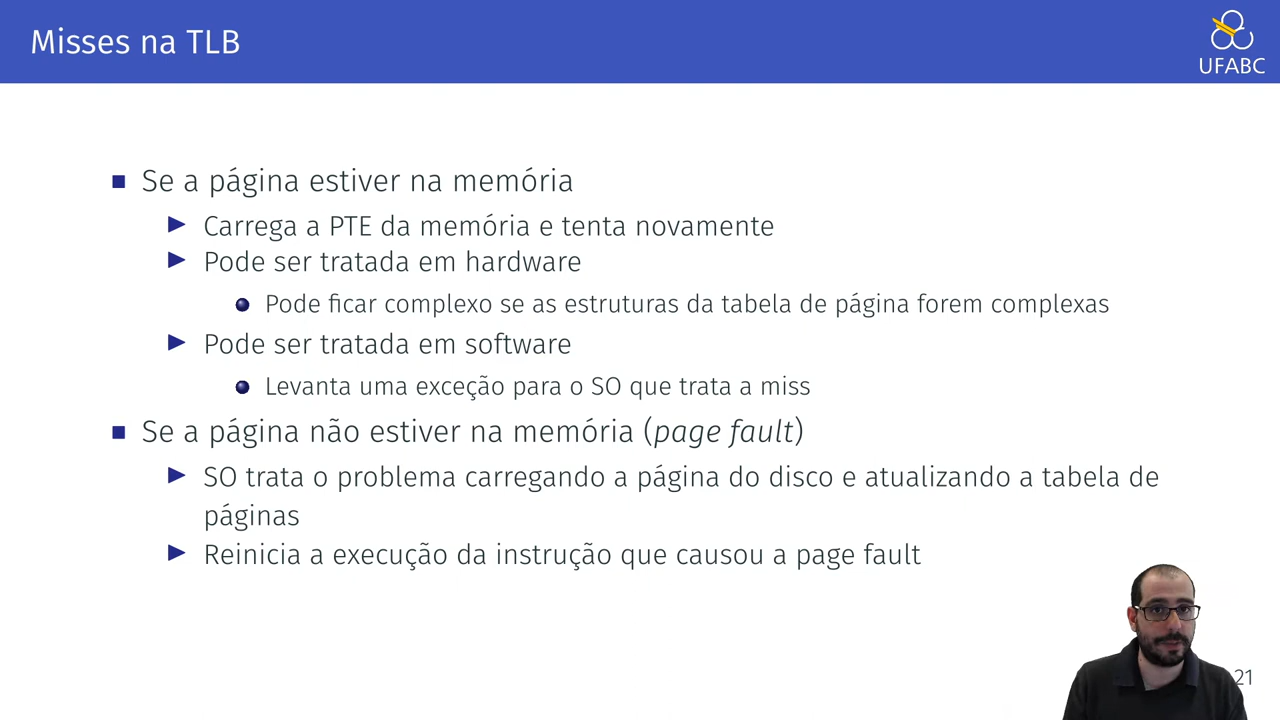 Misses na TLB
UFABC
Se a página estiver na memória
Carrega a PTE da memória e tenta novamente
Pode ser tratada em hardware
Pode ficar complexo se as estruturas da tabela de página forem complexas
Pode ser tratada em software
Levanta uma exceção para o SO que trata a miss
Se a página não estiver na memória (page fault)
SO trata o problema carregando a página do disco e atualizando a tabela de
páginas
Reinicia a execução da instrução que causou a page fault
21